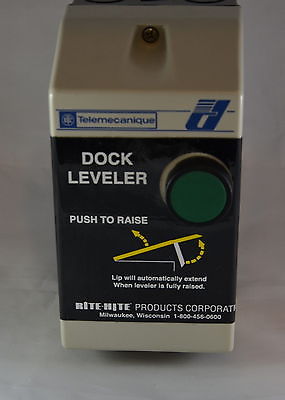 Telemecanique
DOCK
LEVELER
PUSH TO RAISE
Lip will automatically extend
When leveler is fully raised.
RITE-HITE PRODUCTS CORPORATI
Milwaukee, Wisconsin 1-800-456-0600